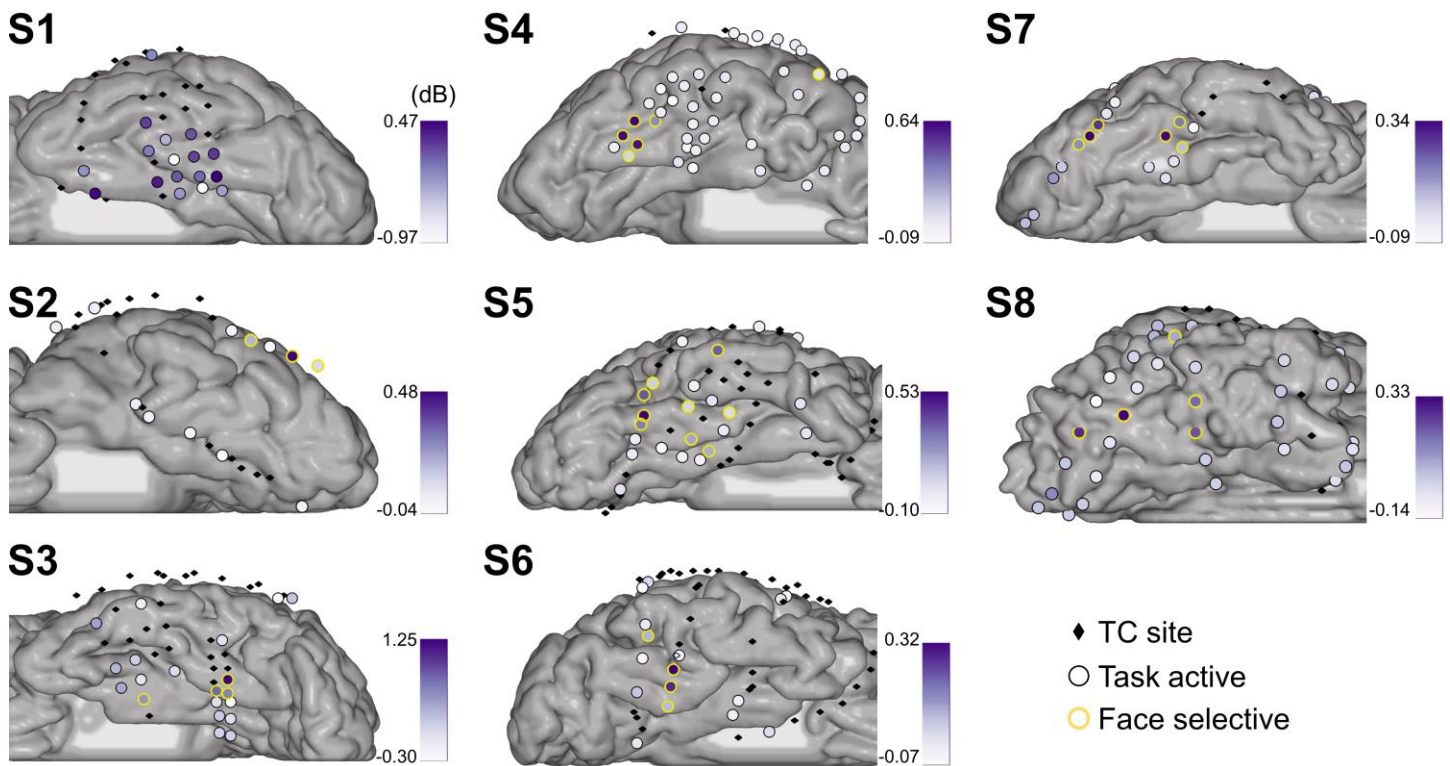 S1
(dB)
0.47
-0.97
S4
0.64
-0.09
S7
0.34
-0.09
S2
0.48
-0.04
S5
0.53
-0.10
S8
0.33
-0.14
S3
1.25
-0.30
S6
0.32
-0.07
TC site
Task active
Face selective